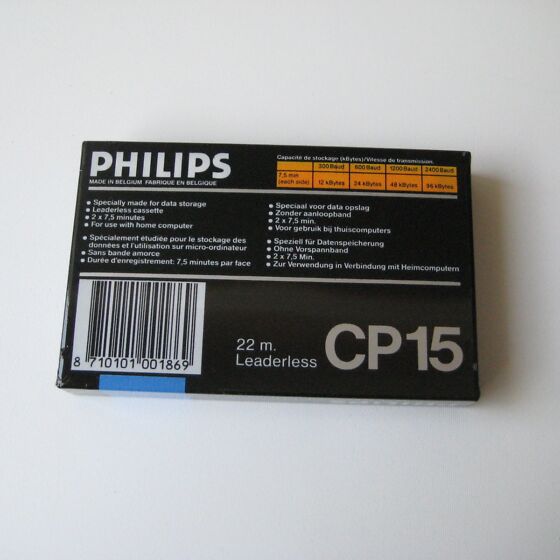 PHILIPS
MADE IN BELGIUM FABRIQUE EN BELGIQUE
Capacité de stockage (kBytes)/Vitesse de transmission.
300 Baud 600 Baud 1200 Baud 2400 Baud
7,5 min (each side) 12 kBytes 24 kBytes 48 kBytes 96 kBytes
• Specially made for data storage
• Leaderless cassette
• 2 x 7,5 minutes
• For use with home computer
• Spécialement étudiée pour le stockage des
données et l'utilisation sur micro-ordinateur
• Sans bande amorce
• Durée d'enregistrement: 7,5 minutes par face
• Speciaal voor data opslag
• Zonder aanloopband
• 2 x 7,5 min.
• Voor gebruik bij thuiscomputers
• Speziell für Datenspeicherung
• Ohne Vorspannband
• 2 x 7,5 Min.
• Zur Verwendung in Verbindung mit Heimcomputern
8 710101 001869
22 m.
Leaderless
CP15